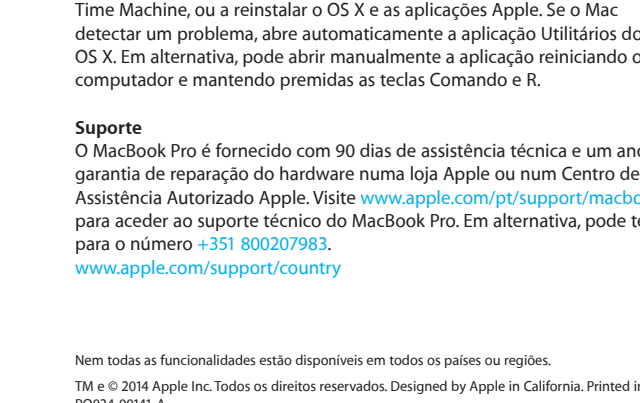 Time Machine, ou a reinstalar o OS X e as aplicações Apple. Se o Mac
detectar um problema, abre automaticamente a aplicação Utilitários do
OS X. Em alternativa, pode abrir manualmente a aplicação reiniciando o
computador e mantendo premidas as teclas Comando e R.
Suporte
O MacBook Pro é fornecido com 90 dias de assistência técnica e um ano
garantia de reparação do hardware numa loja Apple ou num Centro de
Assistência Autorizado Apple. Visite www.apple.com/pt/support/macbo
para aceder ao suporte técnico do MacBook Pro. Em alternativa, pode te
para o número +351 800207983.
www.apple.com/support/country
Nem todas as funcionalidades estão disponíveis em todos os países ou regiões.
TM e © 2014 Apple Inc. Todos os direitos reservados. Designed by Apple in California. Printed in
PO034-00141-A